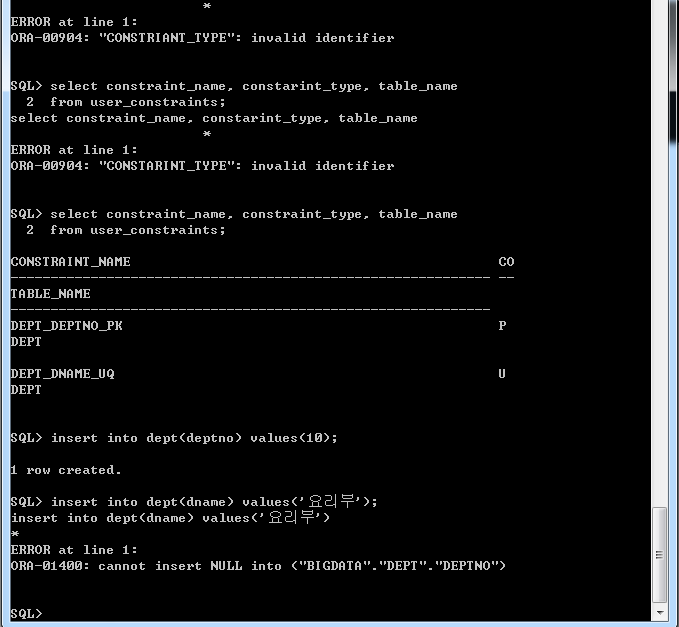 *
ERROR at line 1:
ORA-00904: "CONSTRIANT_TYPE": invalid identifier
SQL> select constraint_name, constarint_type, table_name
2 from user_constraints;
select constraint_name, constarint_type, table_name
*
ERROR at line 1:
ORA-00904: "CONSTARINT_TYPE": invalid identifier
SQL> select constraint_name, constraint_type, table_name
2 from user_constraints;
CONSTRAINT_NAME CO
------------------------------------------------------------ --
TABLE_NAME
------------------------------------------------------------
DEPT_DEPTNO_PK P
DEPT
DEPT_DNAME_UQ U
DEPT
SQL> insert into dept(deptno) values(10);
1 row created.
SQL> insert into dept(dname) values('요리부');
insert into dept(dname) values('요리부')
*
ERROR at line 1:
ORA-01400: cannot insert NULL into ("BIGDATA"."DEPT"."DEPTNO")
SQL>